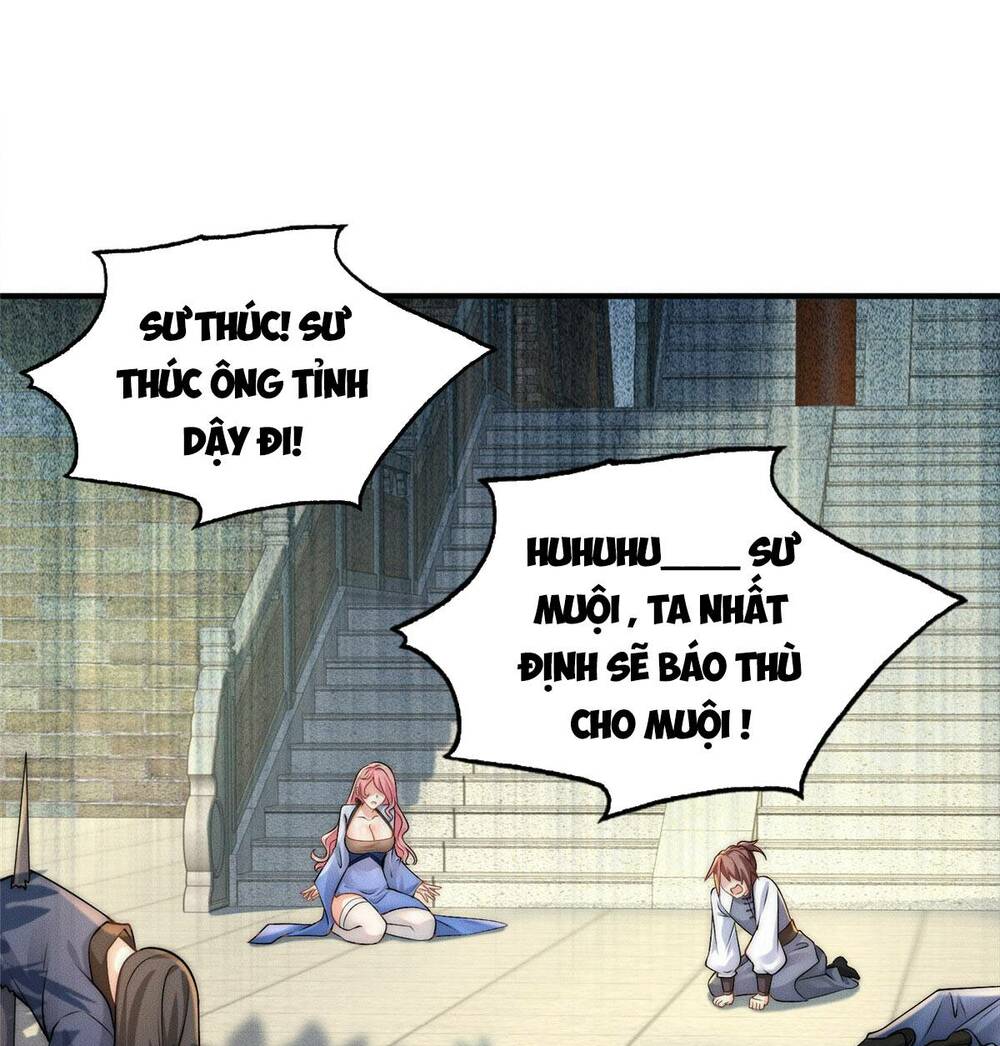 SƯ THÚC! SƯ
THÚC ÔNG TỈNH
DẬY ĐI!
HUHUHU____ SƯ
MUỘI , TA NHẤT
ĐỊNH SẼ BÁO THÙ
CHO MUỘI !